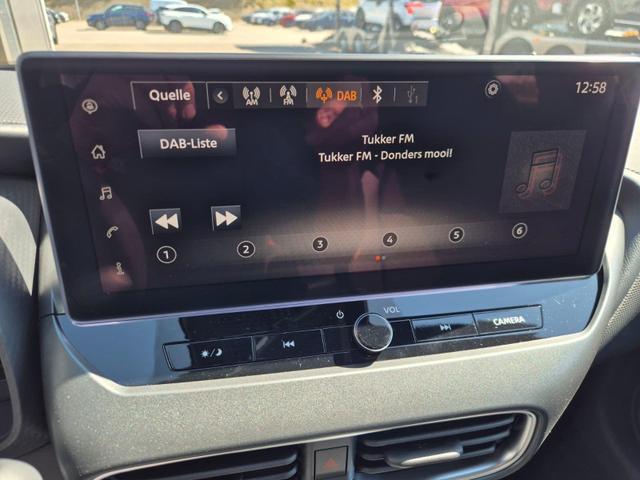 Quelle
AM
FM
DAB
12:58
DAB-Liste
Tukker FM
Tukker FM - Donders mooi!
1
2
3
4
5
6
VOL
CAMERA